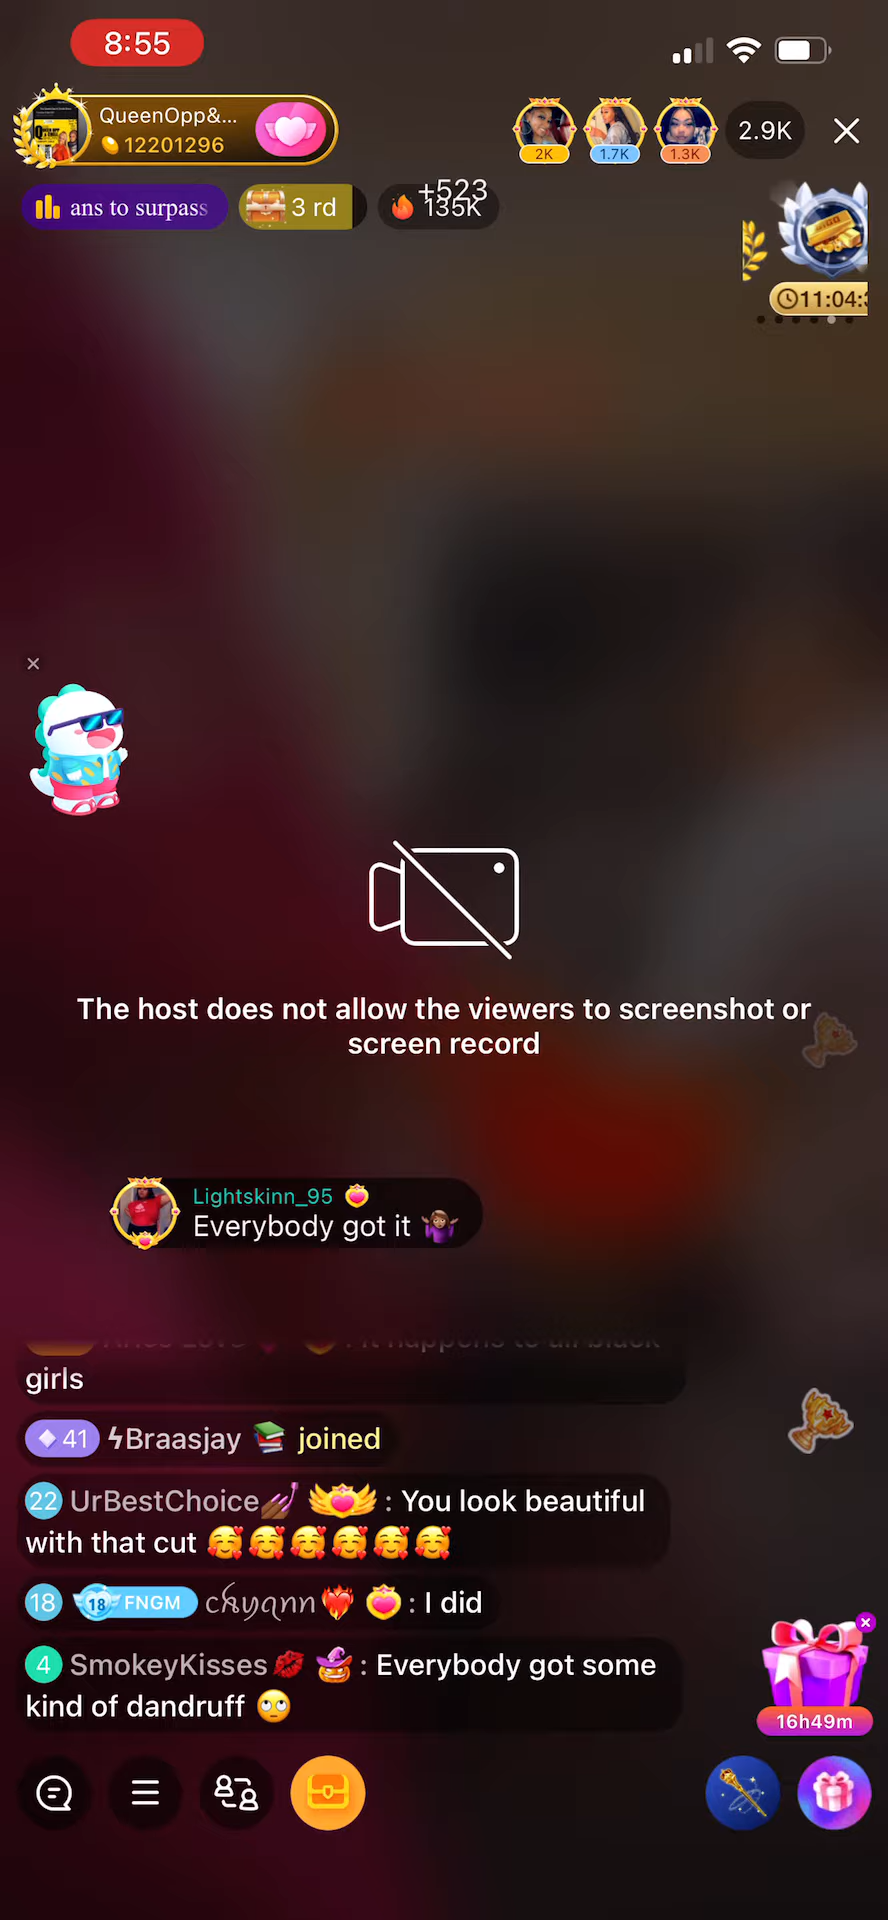 8:55
QueenOpp&...
12201296
2K
1.7K
1.3K
2.9K
ans to surpass
3 rd
+523
135K
11:04:
The host does not allow the viewers to screenshot or
screen record
Lightskinn_95
Everybody got it 🤷🏽‍♀️
girls
41 ϟBraasjay 📚 joined
22 UrBestChoice💅🏾 : You look beautiful
with that cut 🥰🥰🥰🥰🥰🥰
18 18 FNGM chyann❤️‍🔥 : I did
4 SmokeyKisses💋 : Everybody got some
kind of dandruff 🙄
16h49m